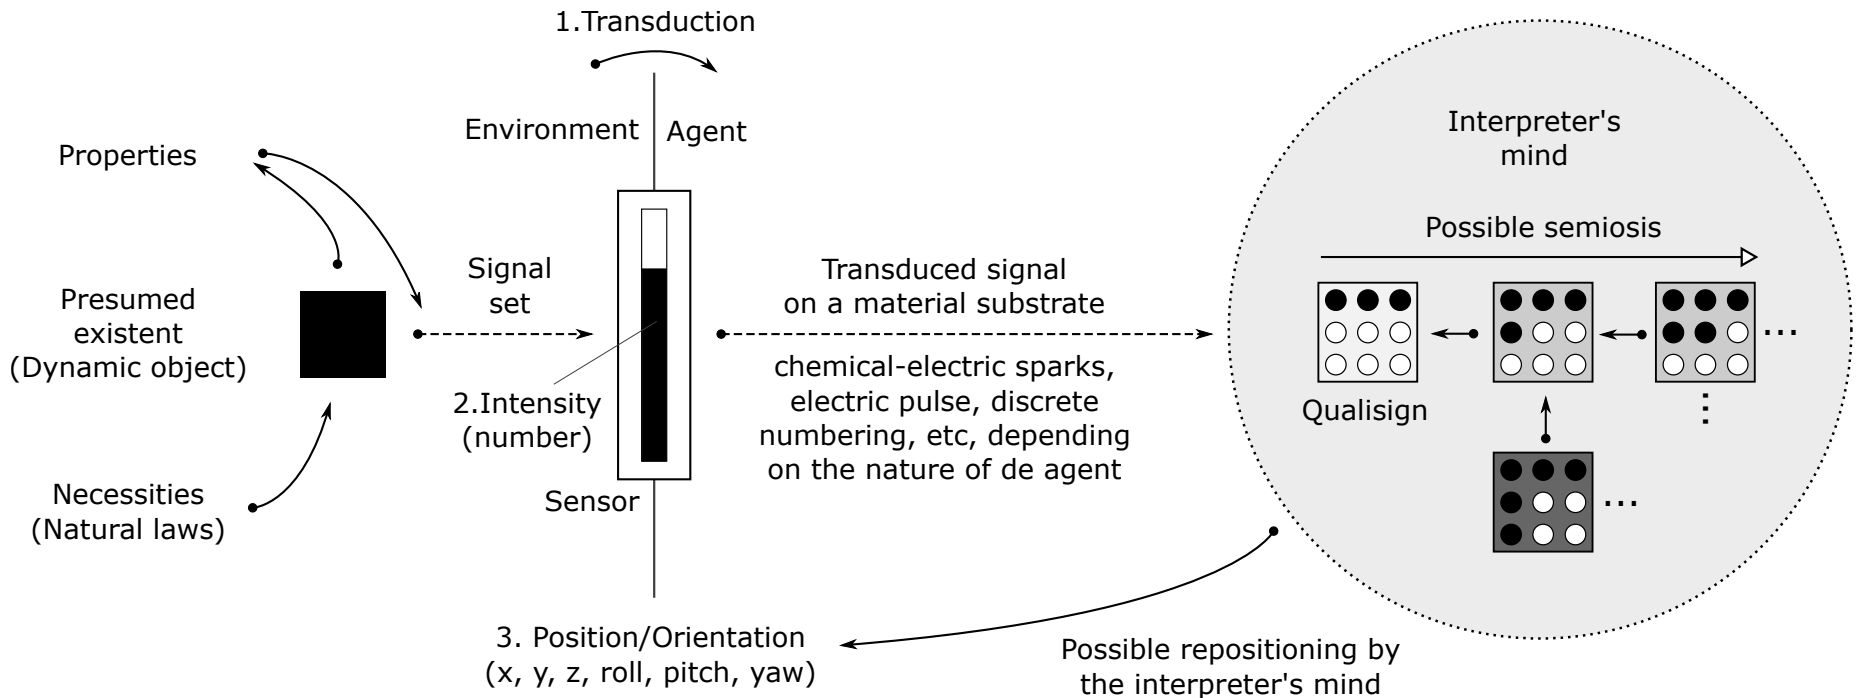 1.Transduction
Environment
Agent
Properties
Presumed
existent
(Dynamic object)
Necessities
(Natural laws)
Signal
set
2.Intensity
(number)
Sensor
Transduced signal
on a material substrate
chemical-electric sparks,
electric pulse, discrete
numbering, etc, depending
on the nature of de agent
3. Position/Orientation
(x, y, z, roll, pitch, yaw)
Possible repositioning by
the interpreter's mind
Interpreter's
mind
Possible semiosis
Qualisign
...
...
...